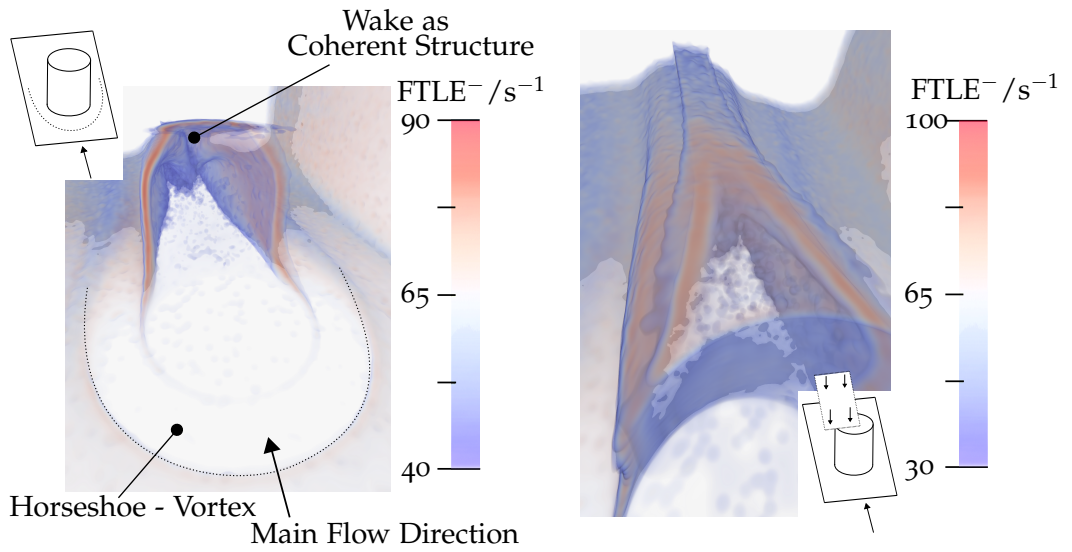 Wake as
Coherent Structure
FTLE⁻/s⁻¹
90
65
40
Horseshoe - Vortex
Main Flow Direction
FTLE⁻/s⁻¹
100
65
30